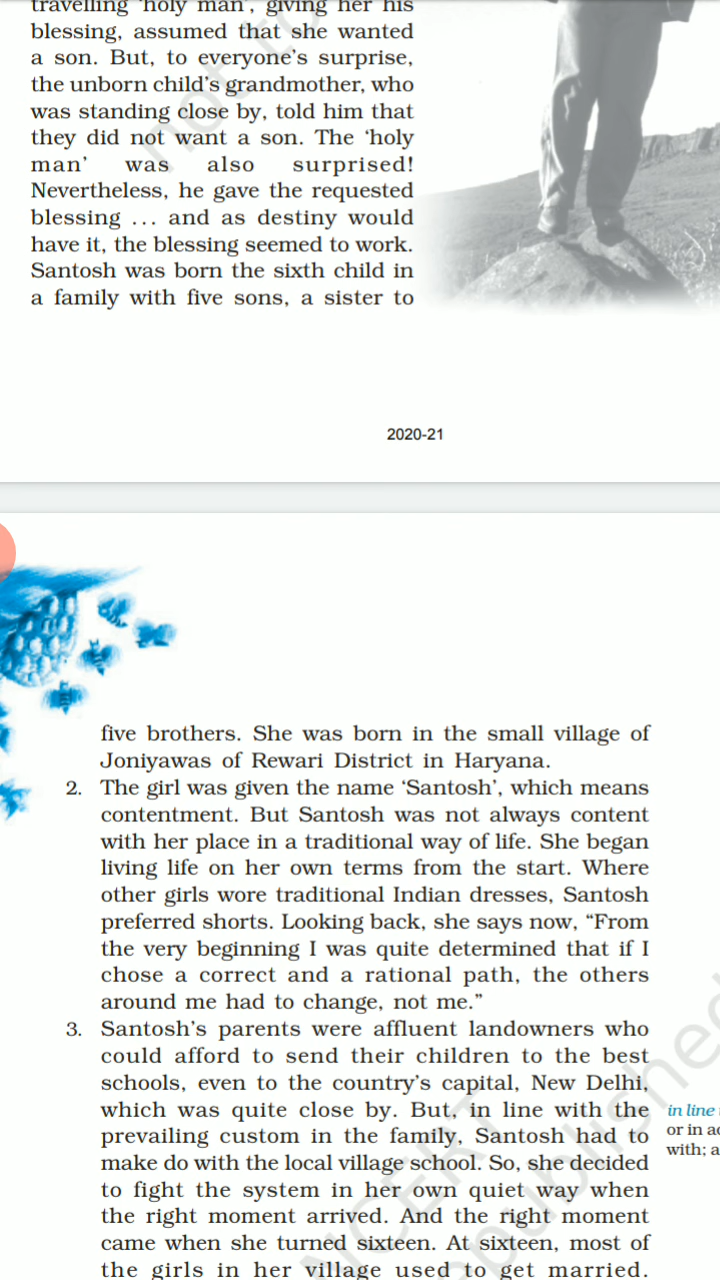 travelling ‘holy man’, giving her his
blessing, assumed that she wanted
a son. But, to everyone’s surprise,
the unborn child’s grandmother, who
was standing close by, told him that
they did not want a son. The ‘holy
man’ was also surprised!
Nevertheless, he gave the requested
blessing ... and as destiny would
have it, the blessing seemed to work.
Santosh was born the sixth child in
a family with five sons, a sister to
not to
2020-21
five brothers. She was born in the small village of
Joniyawas of Rewari District in Haryana.
2. The girl was given the name ‘Santosh’, which means
contentment. But Santosh was not always content
with her place in a traditional way of life. She began
living life on her own terms from the start. Where
other girls wore traditional Indian dresses, Santosh
preferred shorts. Looking back, she says now, “From
the very beginning I was quite determined that if I
chose a correct and a rational path, the others
around me had to change, not me.”
3. Santosh’s parents were affluent landowners who
could afford to send their children to the best
schools, even to the country’s capital, New Delhi,
which was quite close by. But, in line with the
prevailing custom in the family, Santosh had to
make do with the local village school. So, she decided
to fight the system in her own quiet way when
the right moment arrived. And the right moment
came when she turned sixteen. At sixteen, most of
the girls in her village used to get married.
in line
or in
with;
NCERT
republished